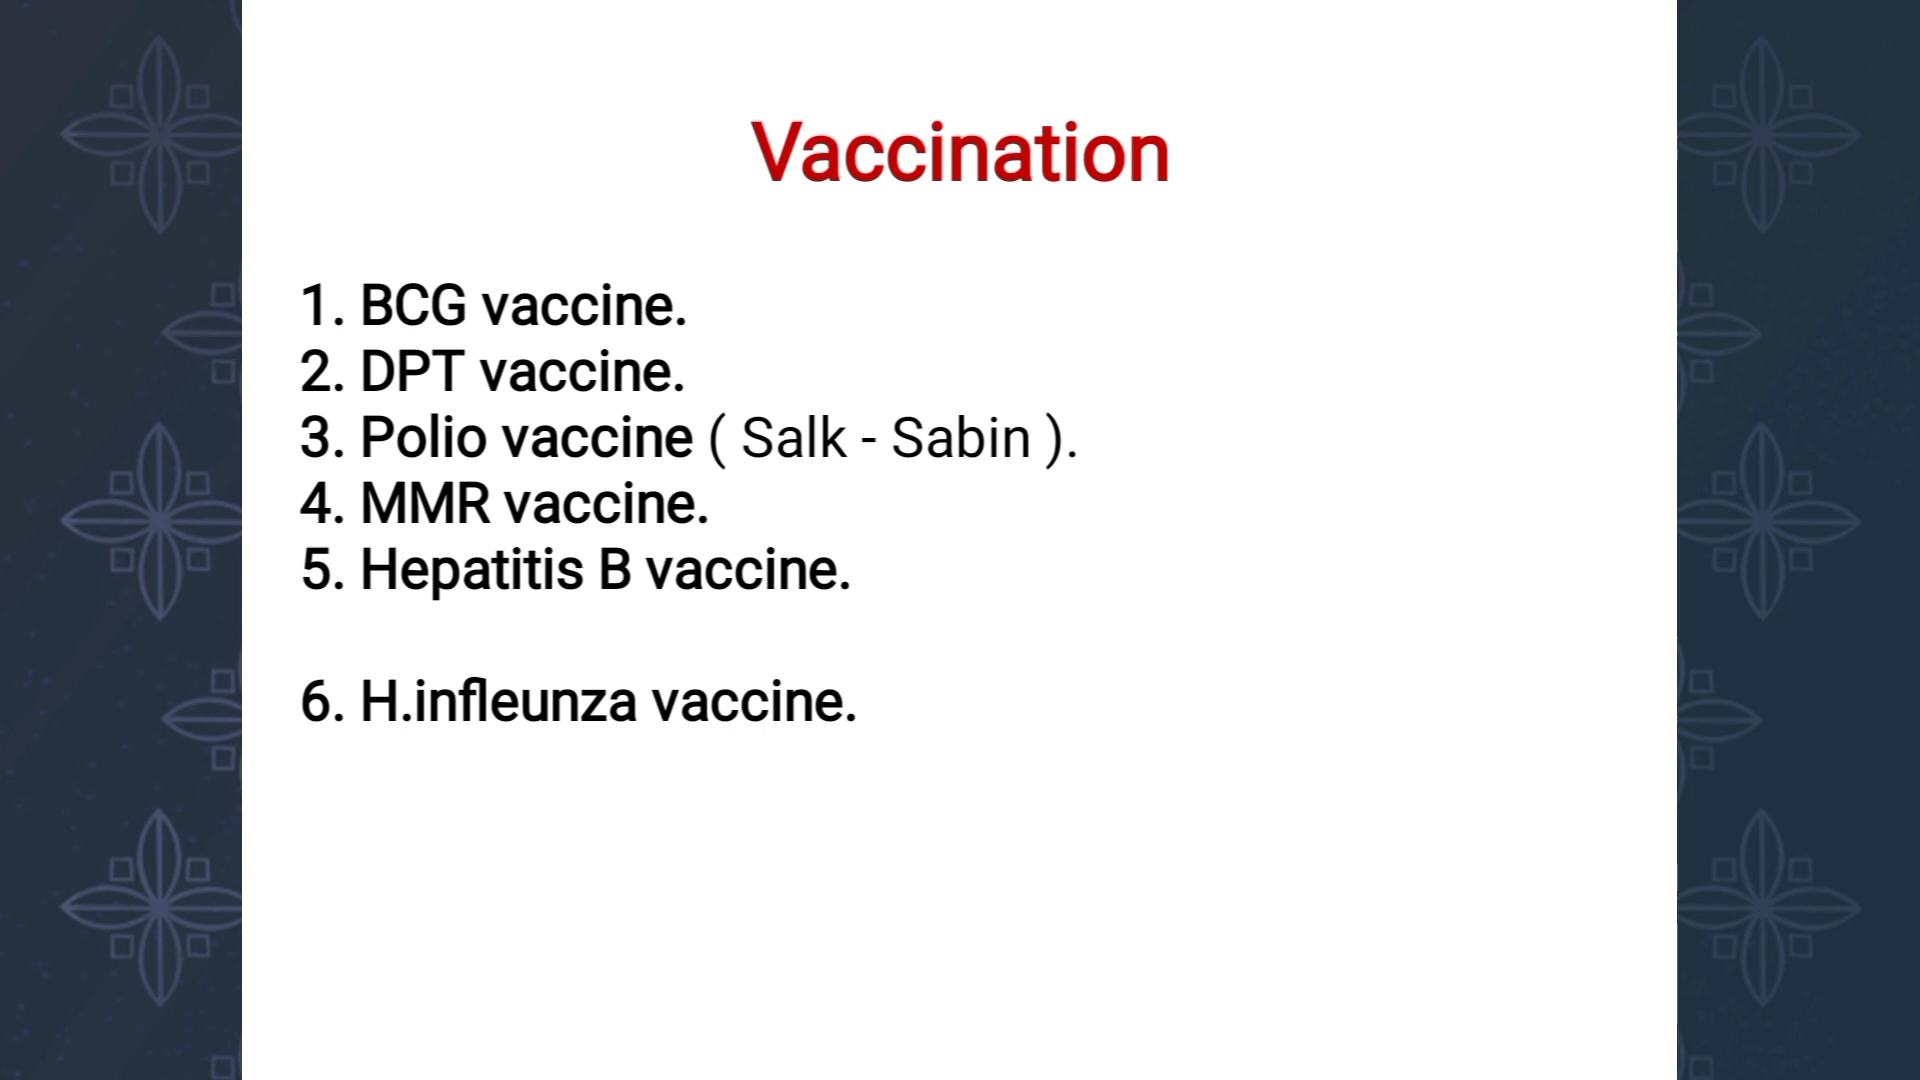 Vaccination
1. BCG vaccine.
2. DPT vaccine.
3. Polio vaccine ( Salk - Sabin ).
4. MMR vaccine.
5. Hepatitis B vaccine.
6. H.infleunza vaccine.